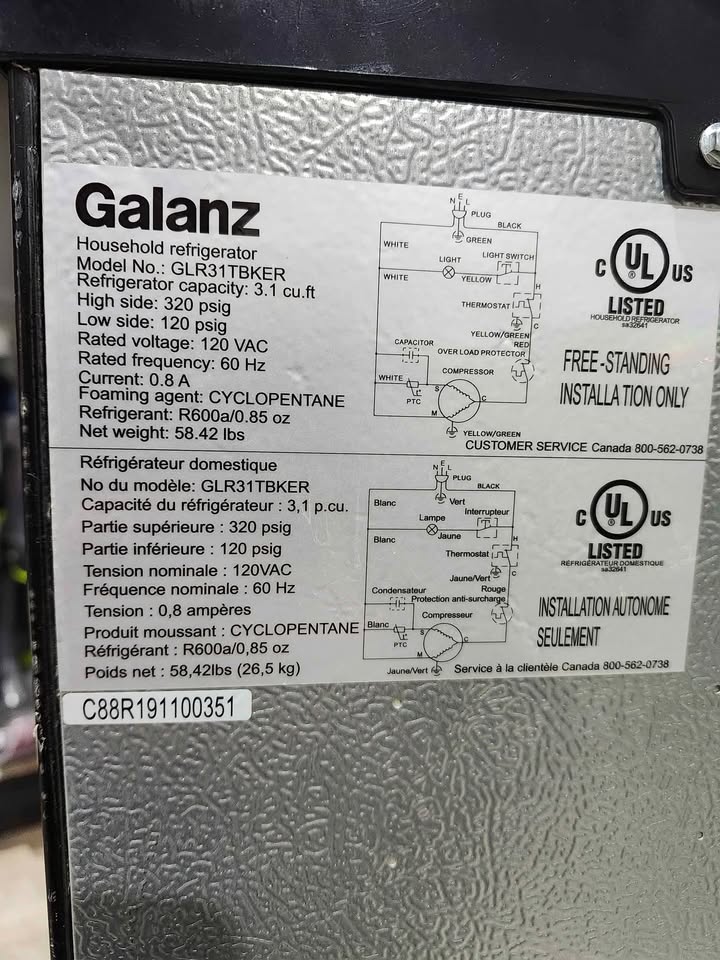 Galanz
Household refrigerator
Model No.: GLR31TBKER
Refrigerator capacity: 3.1 cu.ft
High side: 320 psig
Low side: 120 psig
Rated voltage: 120 VAC
Rated frequency: 60 Hz
Current: 0.8 A
Foaming agent: CYCLOPENTANE
Refrigerant: R600a/0.85 oz
Net weight: 58.42 lbs
N E L
PLUG
BLACK
GREEN
WHITE
LIGHT
LIGHT SWITCH
WHITE
YELLOW
H
THERMOSTAT
C
YELLOW/GREEN
RED
CAPACITOR
OVER LOAD PROTECTOR
COMPRESSOR
WHITE
PTC
S
C
M
YELLOW/GREEN
C UL US
LISTED
HOUSEHOLD REFRIGERATOR
sa32641
FREE-STANDING
INSTALLATION ONLY
CUSTOMER SERVICE Canada 800-562-0738
Réfrigérateur domestique
No du modèle: GLR31TBKER
Capacité du réfrigérateur : 3,1 p.cu.
Partie supérieure : 320 psig
Partie inférieure : 120 psig
Tension nominale : 120VAC
Fréquence nominale : 60 Hz
Tension : 0,8 ampères
Produit moussant : CYCLOPENTANE
Réfrigérant : R600a/0,85 oz
Poids net : 58,42lbs (26,5 kg)
N E L
PLUG
BLACK
Vert
Blanc
Lampe
Interrupteur
Blanc
Jaune
H
Thermostat
C
Jaune/Vert
Rouge
Condensateur
Protection anti-surcharge
Compresseur
Blanc
PTC
S
C
M
Jaune/Vert
C UL US
LISTED
RÉFRIGÉRATEUR DOMESTIQUE
sa32641
INSTALLATION AUTONOME
SEULEMENT
Service à la clientèle Canada 800-562-0738
C88R191100351